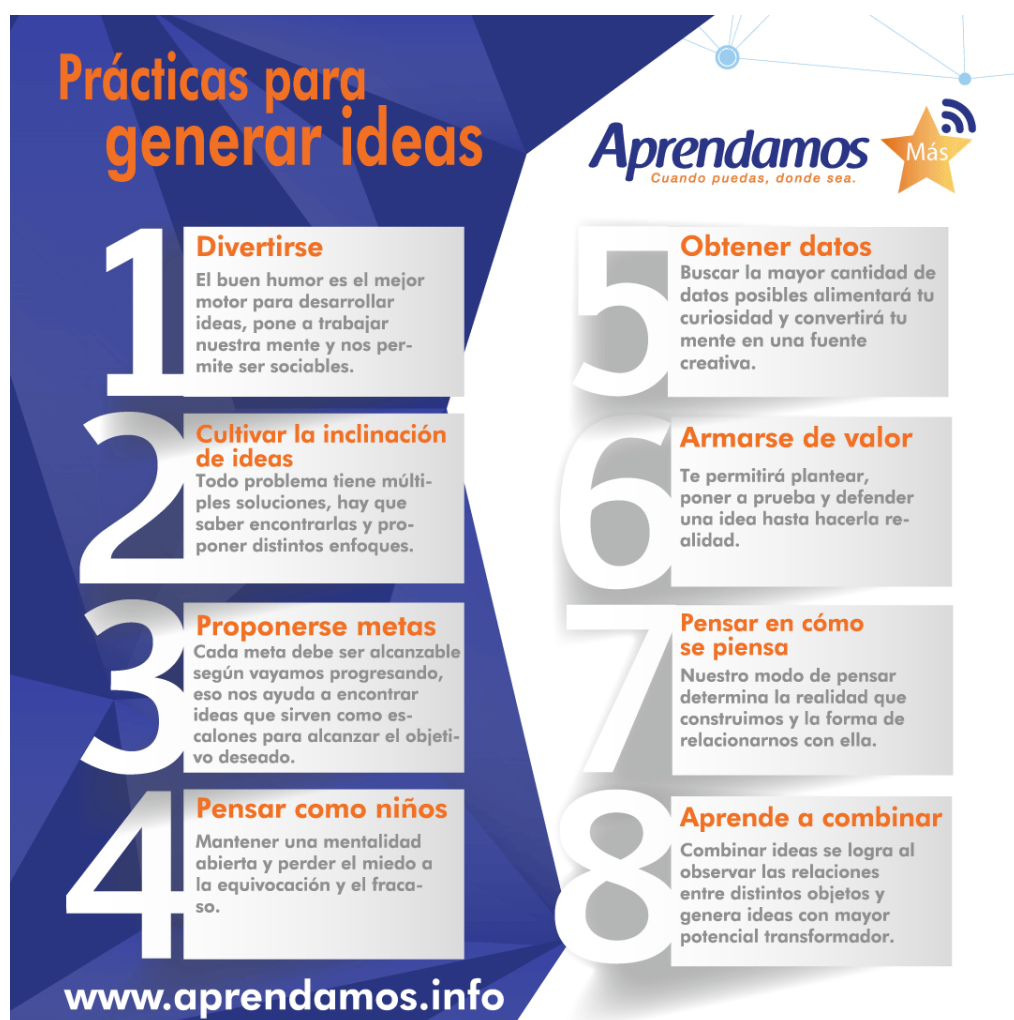 Prácticas para
generar ideas
Aprendamos
Más
Cuando puedas, donde sea.
1
Divertirse
El buen humor es el mejor
motor para desarrollar
ideas, pone a trabajar
nuestra mente y nos per-
mite ser sociables.
2
Cultivar la inclinación
de ideas
Todo problema tiene múlti-
ples soluciones, hay que
saber encontrarlas y pro-
poner distintos enfoques.
3
Proponerse metas
Cada meta debe ser alcanzable
según vayamos progresando,
eso nos ayuda a encontrar
ideas que sirven como es-
calones para alcanzar el objeti-
vo deseado.
4
Pensar como niños
Mantener una mentalidad
abierta y perder el miedo a
la equivocación y el fraca-
so.
5
Obtener datos
Buscar la mayor cantidad de
datos posibles alimentará tu
curiosidad y convertirá tu
mente en una fuente
creativa.
6
Armarse de valor
Te permitirá plantear,
poner a prueba y defender
una idea hasta hacerla re-
alidad.
7
Pensar en cómo
se piensa
Nuestro modo de pensar
determina la realidad que
construimos y la forma de
relacionarnos con ella.
8
Aprende a combinar
Combinar ideas se logra al
observar las relaciones
entre distintos objetos y
genera ideas con mayor
potencial transformador.
www.aprendamos.info